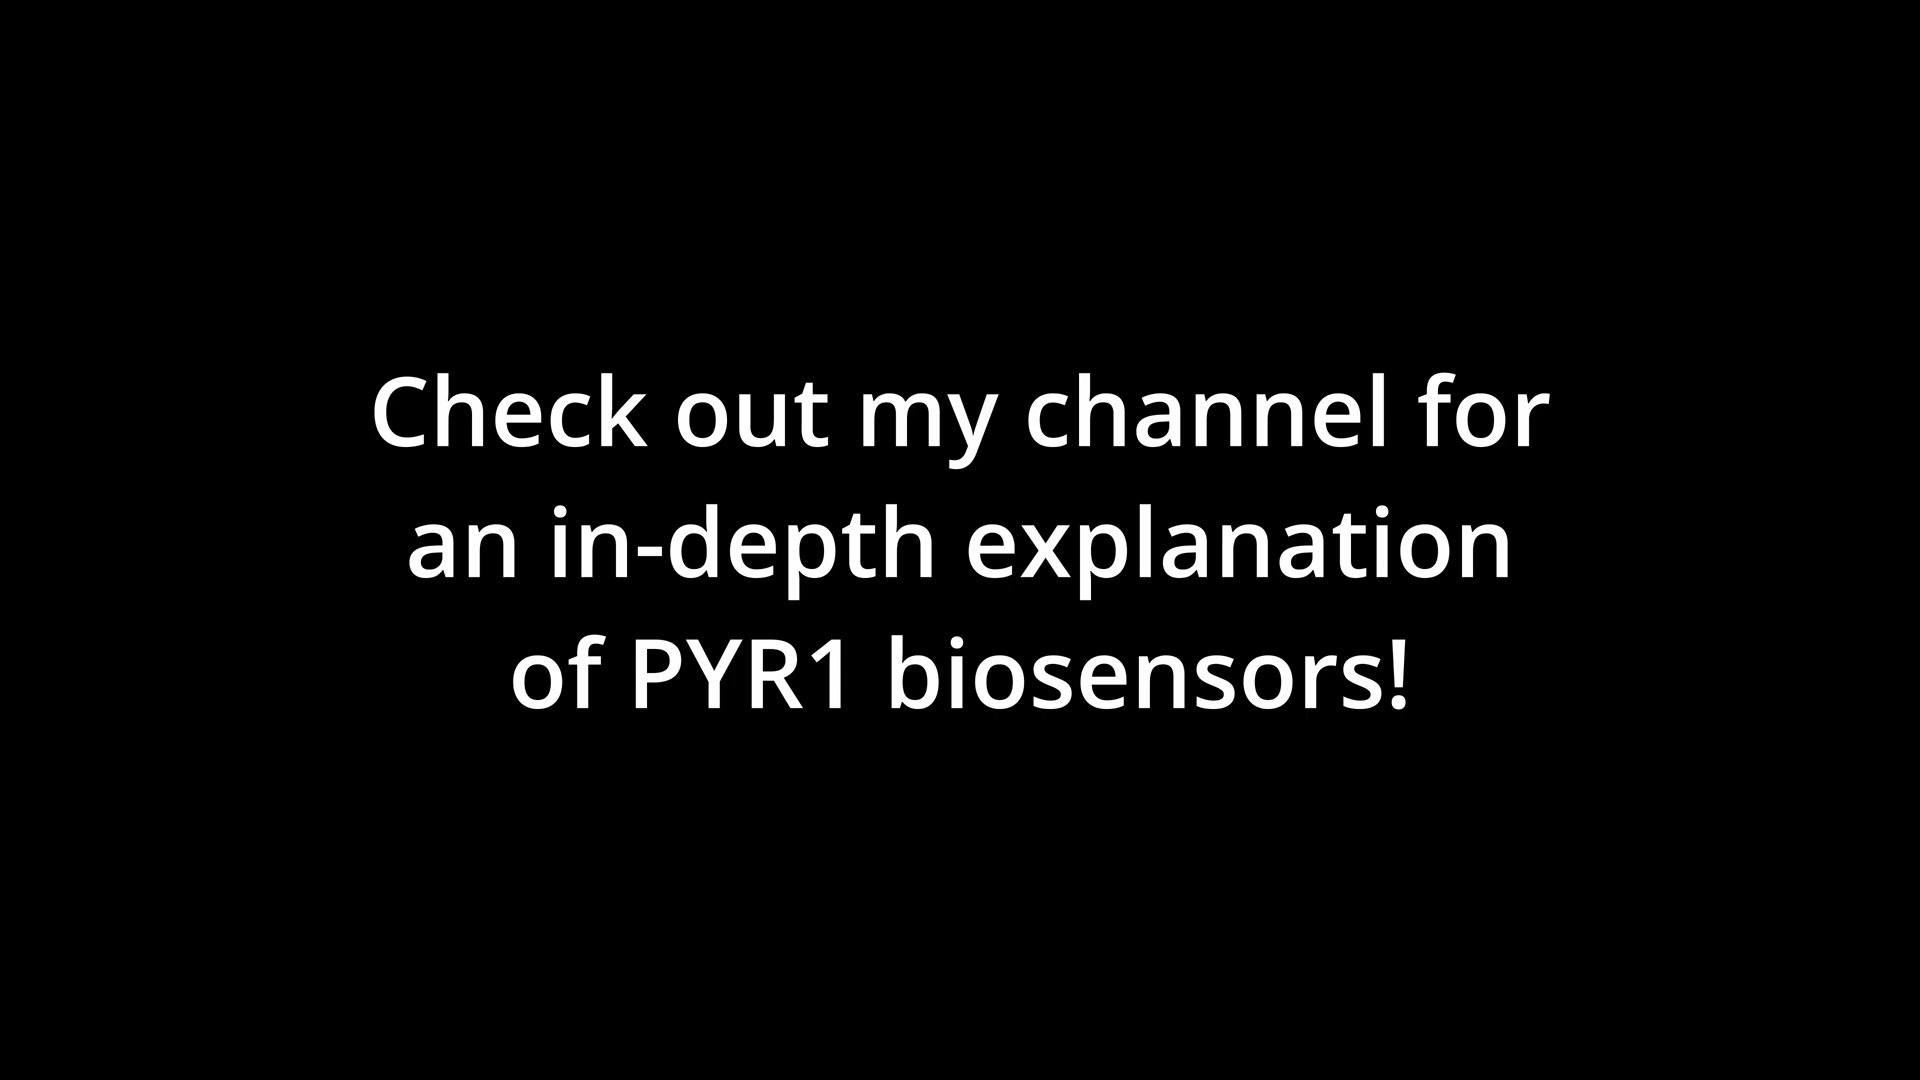 Check out my channel for
an in-depth explanation
of PYR1 biosensors!